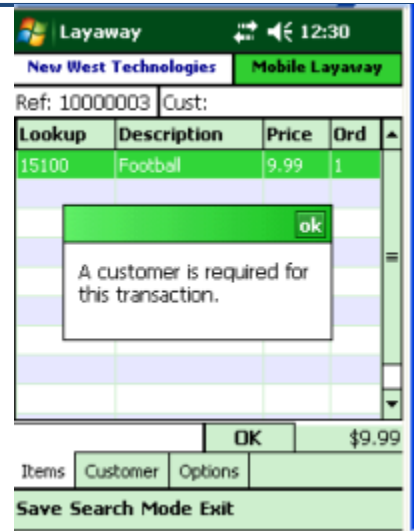 Layaway 12:30
New West Technologies Mobile Layaway
Ref: 10000003 Cust:
Lookup Description Price Ord
15100 Football 9.99 1
ok
A customer is required for
this transaction.
OK $9.99
Items Customer Options
Save Search Mode Exit